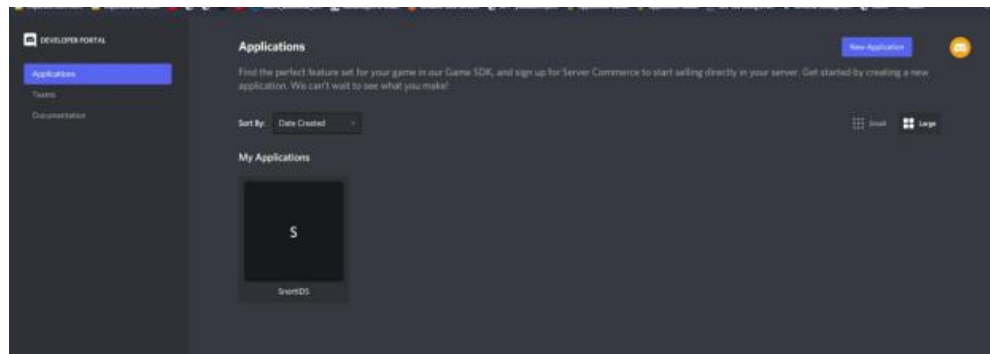 DEVELOPER PORTAL
Applications
Teams
Documentation
Applications
New Application
Find the perfect feature set for your game in our Game SDK, and sign up for Server Commerce to start selling directly in your server. Get started by creating a new
application. We can't wait to see what you make!
Sort By: Date Created
Small
Large
My Applications
S
SnortIDS